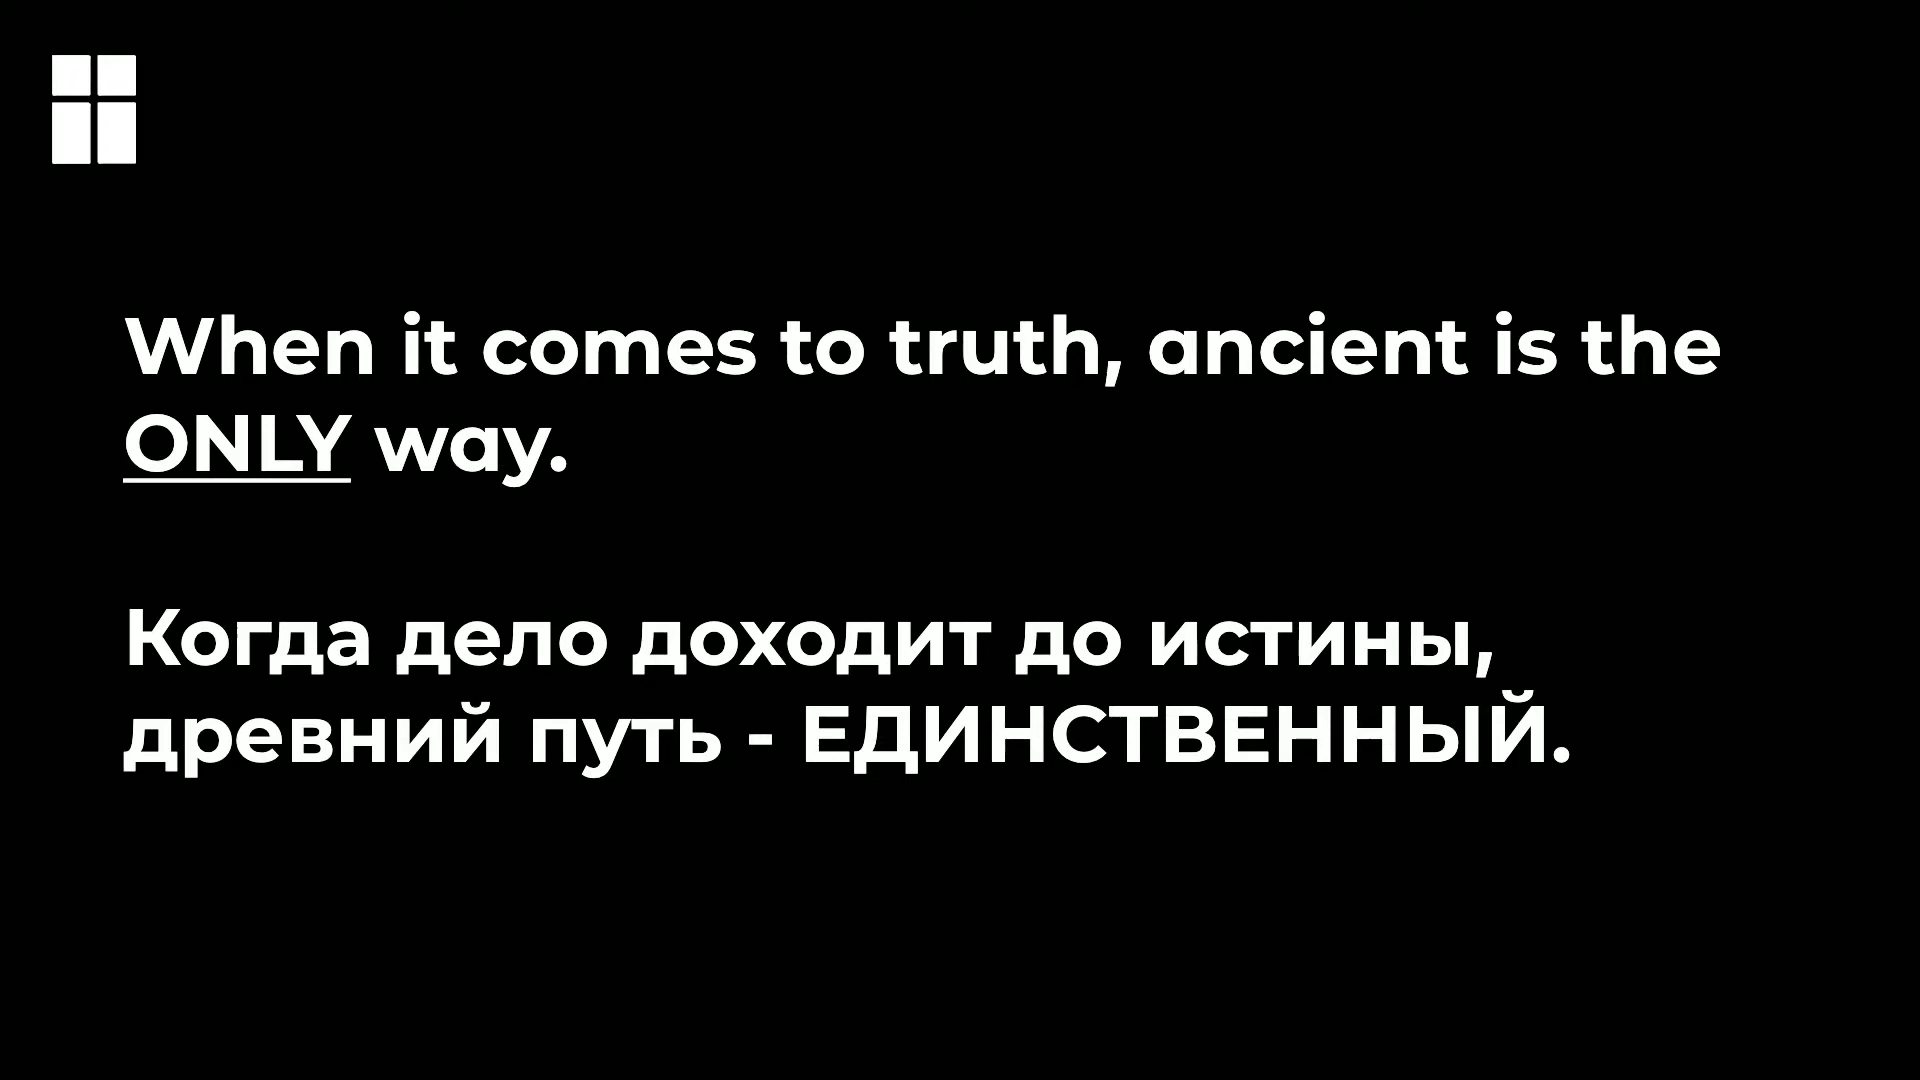 When it comes to truth, ancient is the
ONLY way.
Когда дело доходит до истины,
древний путь - ЕДИНСТВЕННЫЙ.